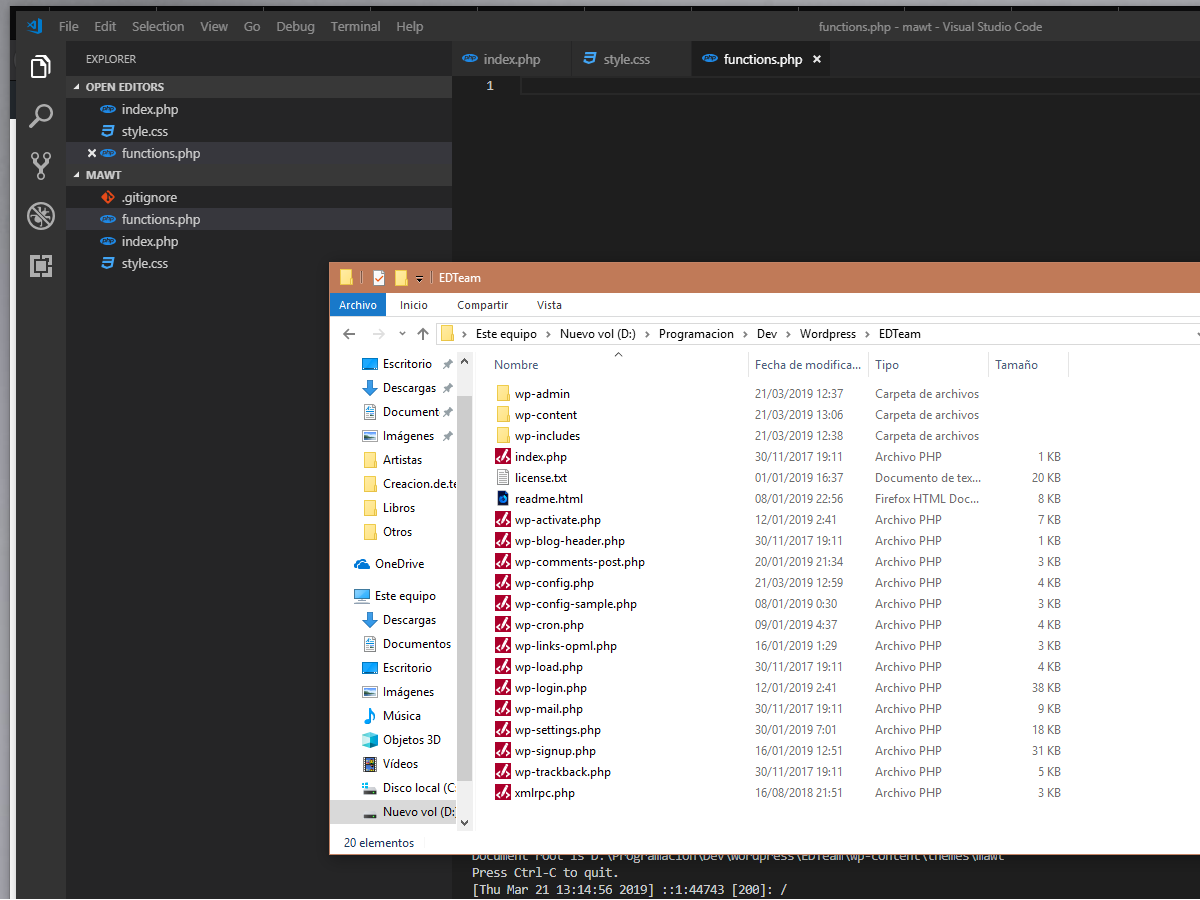 File Edit Selection View Go Debug Terminal Help functions.php - mawt - Visual Studio Code
EXPLORER
OPEN EDITORS
index.php
style.css
functions.php
MAWT
.gitignore
functions.php
index.php
style.css
index.php style.css functions.php
1
EDTeam
Archivo Inicio Compartir Vista
Este equipo Nuevo vol (D:) Programacion Dev Wordpress EDTeam
Escritorio
Descargas
Document
Imágenes
Artistas
Creacion.de.te
Libros
Otros
OneDrive
Este equipo
Descargas
Documentos
Escritorio
Imágenes
Música
Objetos 3D
Vídeos
Disco local (C:
Nuevo vol (D:)
Nombre Fecha de modifica... Tipo Tamaño
wp-admin 21/03/2019 12:37 Carpeta de archivos
wp-content 21/03/2019 13:06 Carpeta de archivos
wp-includes 21/03/2019 12:38 Carpeta de archivos
index.php 30/11/2017 19:11 Archivo PHP 1 KB
license.txt 01/01/2019 16:37 Documento de tex... 20 KB
readme.html 08/01/2019 22:56 Firefox HTML Doc... 8 KB
wp-activate.php 12/01/2019 2:41 Archivo PHP 7 KB
wp-blog-header.php 30/11/2017 19:11 Archivo PHP 1 KB
wp-comments-post.php 20/01/2019 21:34 Archivo PHP 3 KB
wp-config.php 21/03/2019 12:59 Archivo PHP 4 KB
wp-config-sample.php 08/01/2019 0:30 Archivo PHP 3 KB
wp-cron.php 09/01/2019 4:37 Archivo PHP 4 KB
wp-links-opml.php 16/01/2019 1:29 Archivo PHP 3 KB
wp-load.php 30/11/2017 19:11 Archivo PHP 4 KB
wp-login.php 12/01/2019 2:41 Archivo PHP 38 KB
wp-mail.php 30/11/2017 19:11 Archivo PHP 9 KB
wp-settings.php 30/01/2019 7:01 Archivo PHP 18 KB
wp-signup.php 16/01/2019 12:51 Archivo PHP 31 KB
wp-trackback.php 30/11/2017 19:11 Archivo PHP 5 KB
xmlrpc.php 16/08/2018 21:51 Archivo PHP 3 KB
20 elementos
Document root is D:\Programacion\Dev\Wordpress\EDTeam\wp-content\themes\mawt
Press Ctrl-C to quit.
[Thu Mar 21 13:14:56 2019] ::1:44743 [200]: /